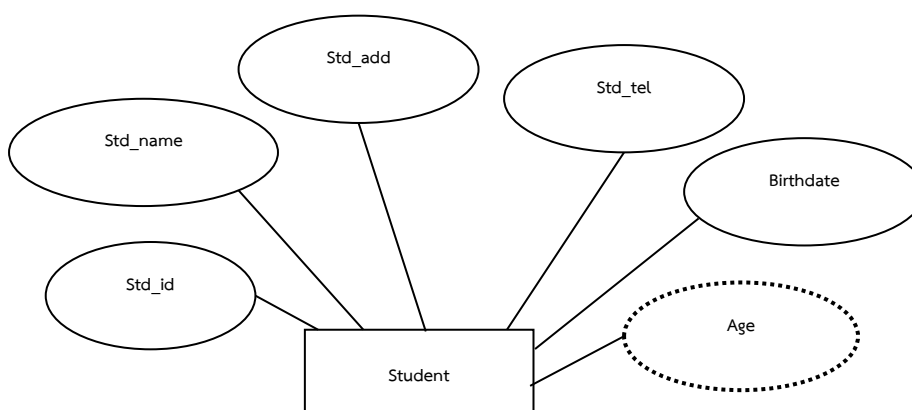 Std_add
Std_tel
Std_name
Birthdate
Std_id
Age
Student